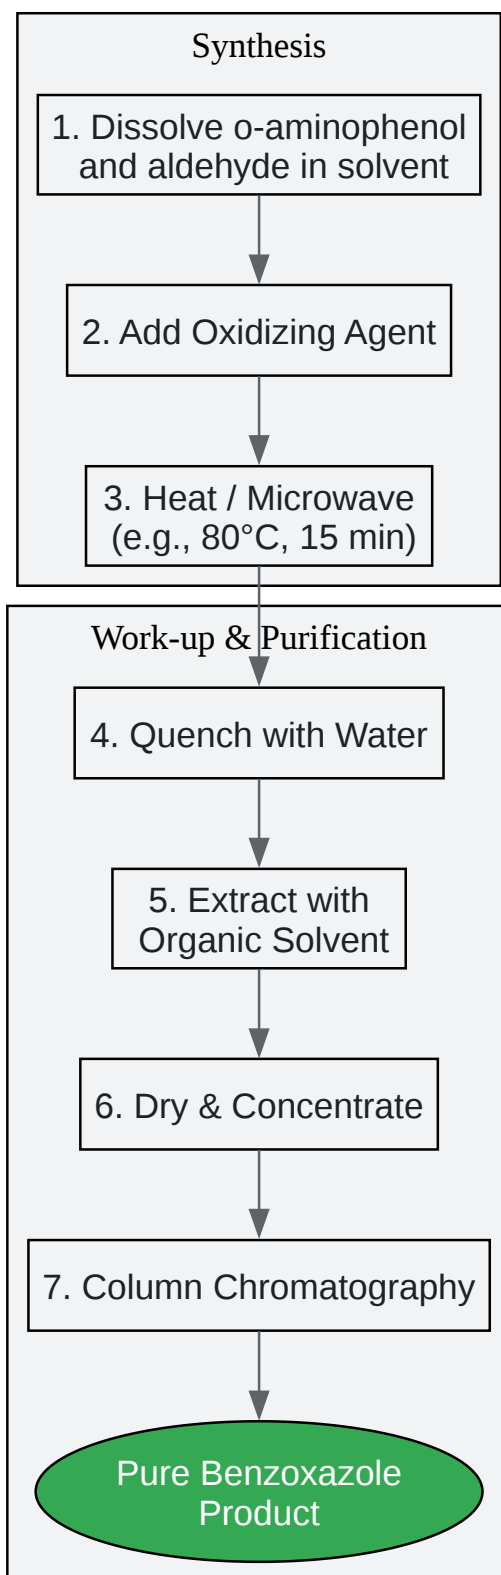 Synthesis
1. Dissolve o-aminophenol
and aldehyde in solvent
2. Add Oxidizing Agent
3. Heat / Microwave
(e.g., 80°C, 15 min)
Work-up & Purification
4. Quench with Water
5. Extract with
Organic Solvent
6. Dry & Concentrate
7. Column Chromatography
Pure Benzoxazole
Product